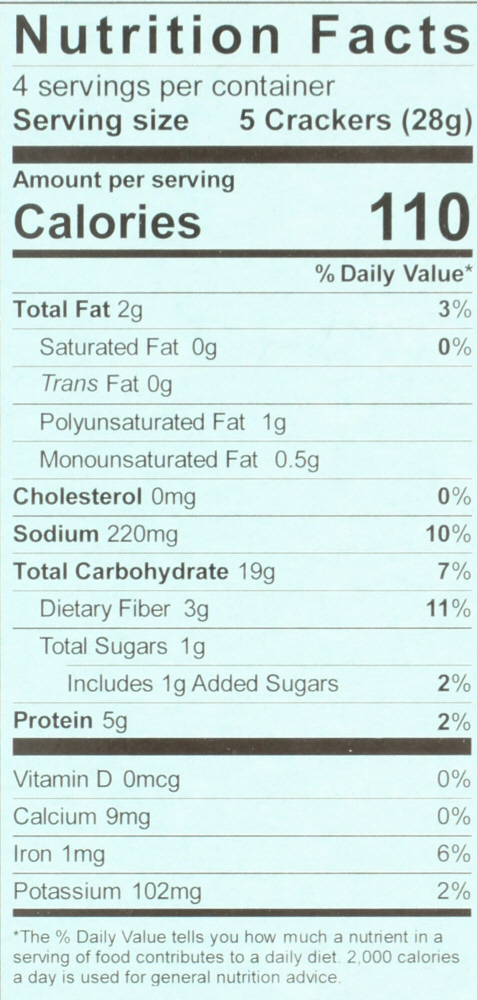 Nutrition Facts
4 servings per container
Serving size 5 Crackers (28g)
Amount per serving
Calories 110
% Daily Value*
Total Fat 2g 3%
Saturated Fat 0g 0%
Trans Fat 0g
Polyunsaturated Fat 1g
Monounsaturated Fat 0.5g
Cholesterol 0mg 0%
Sodium 220mg 10%
Total Carbohydrate 19g 7%
Dietary Fiber 3g 11%
Total Sugars 1g
Includes 1g Added Sugars 2%
Protein 5g 2%
Vitamin D 0mcg 0%
Calcium 9mg 0%
Iron 1mg 6%
Potassium 102mg 2%
*The % Daily Value tells you how much a nutrient in a
serving of food contributes to a daily diet. 2,000 calories
a day is used for general nutrition advice.